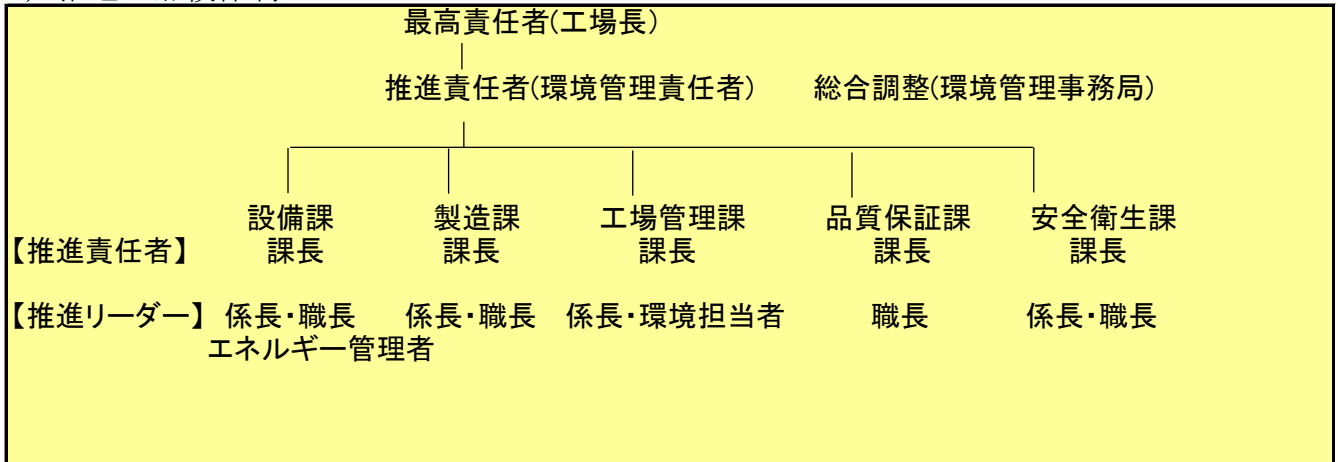 最高責任者(工場長)
推進責任者(環境管理責任者) 総合調整(環境管理事務局)
設備課 製造課 工場管理課 品質保証課 安全衛生課
【推進責任者】 課長 課長 課長 課長 課長
【推進リーダー】 係長・職長 係長・職長 係長・環境担当者 職長 係長・職長
エネルギー管理者